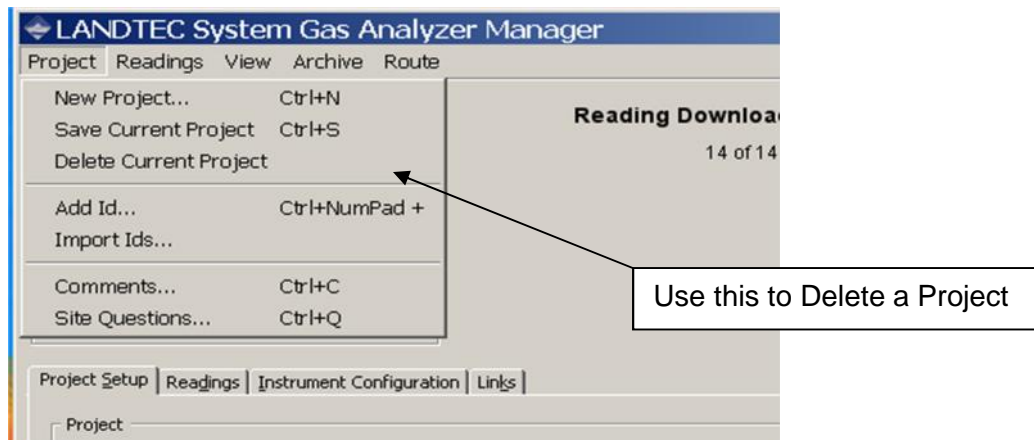 LANDTEC System Gas Analyzer Manager
Project Readings View Archive Route
New Project... Ctrl+N
Save Current Project Ctrl+S
Delete Current Project
Add Id... Ctrl+NumPad +
Import Ids...
Comments... Ctrl+C
Site Questions... Ctrl+Q
Reading Downloa
14 of 14
Use this to Delete a Project
Project Setup Readings Instrument Configuration Links
Project